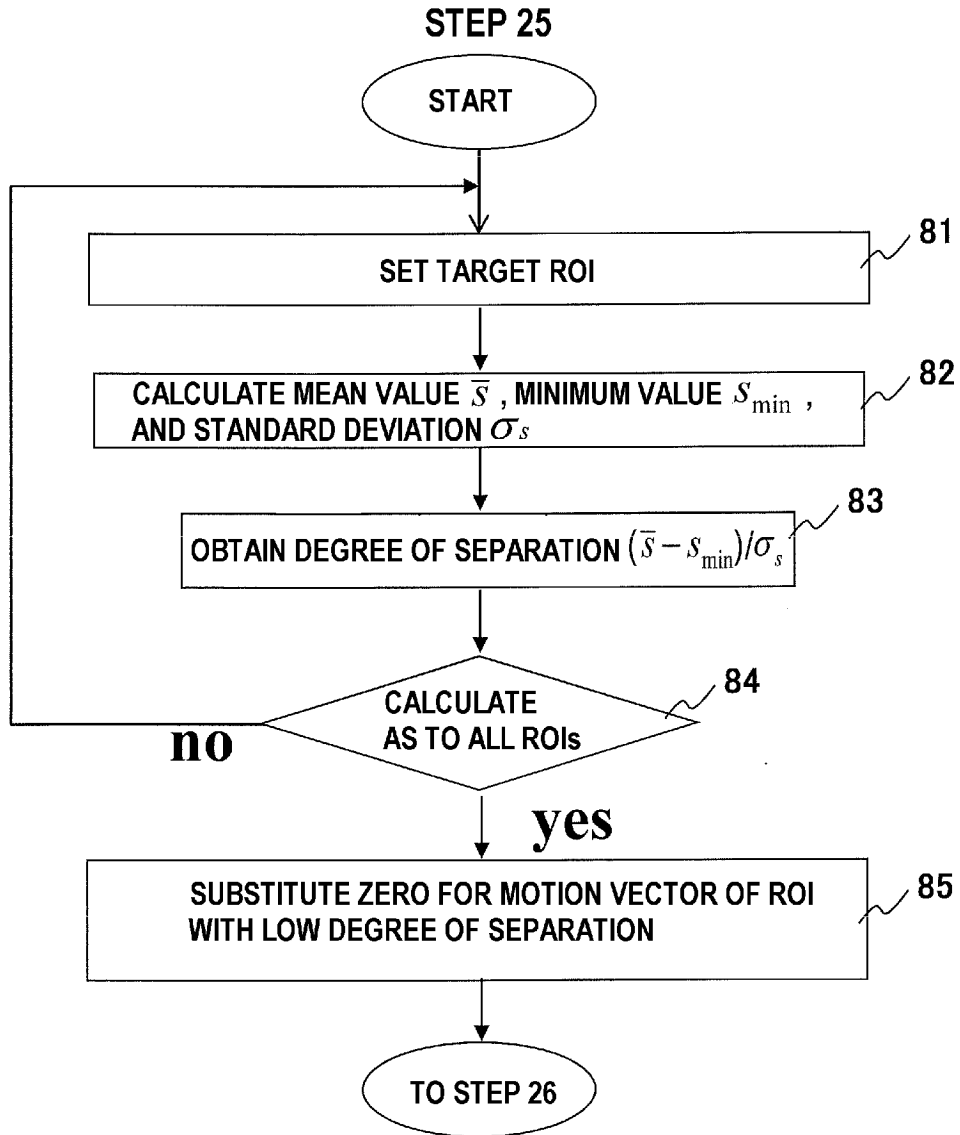 STEP 25
START
81
SET TARGET ROI
82
CALCULATE MEAN VALUE s̅ , MINIMUM VALUE s_min ,
AND STANDARD DEVIATION σ_s
83
OBTAIN DEGREE OF SEPARATION (s̅ − s_min)/σ_s
84
CALCULATE
AS TO ALL ROIs
no
yes
85
SUBSTITUTE ZERO FOR MOTION VECTOR OF ROI
WITH LOW DEGREE OF SEPARATION
TO STEP 26